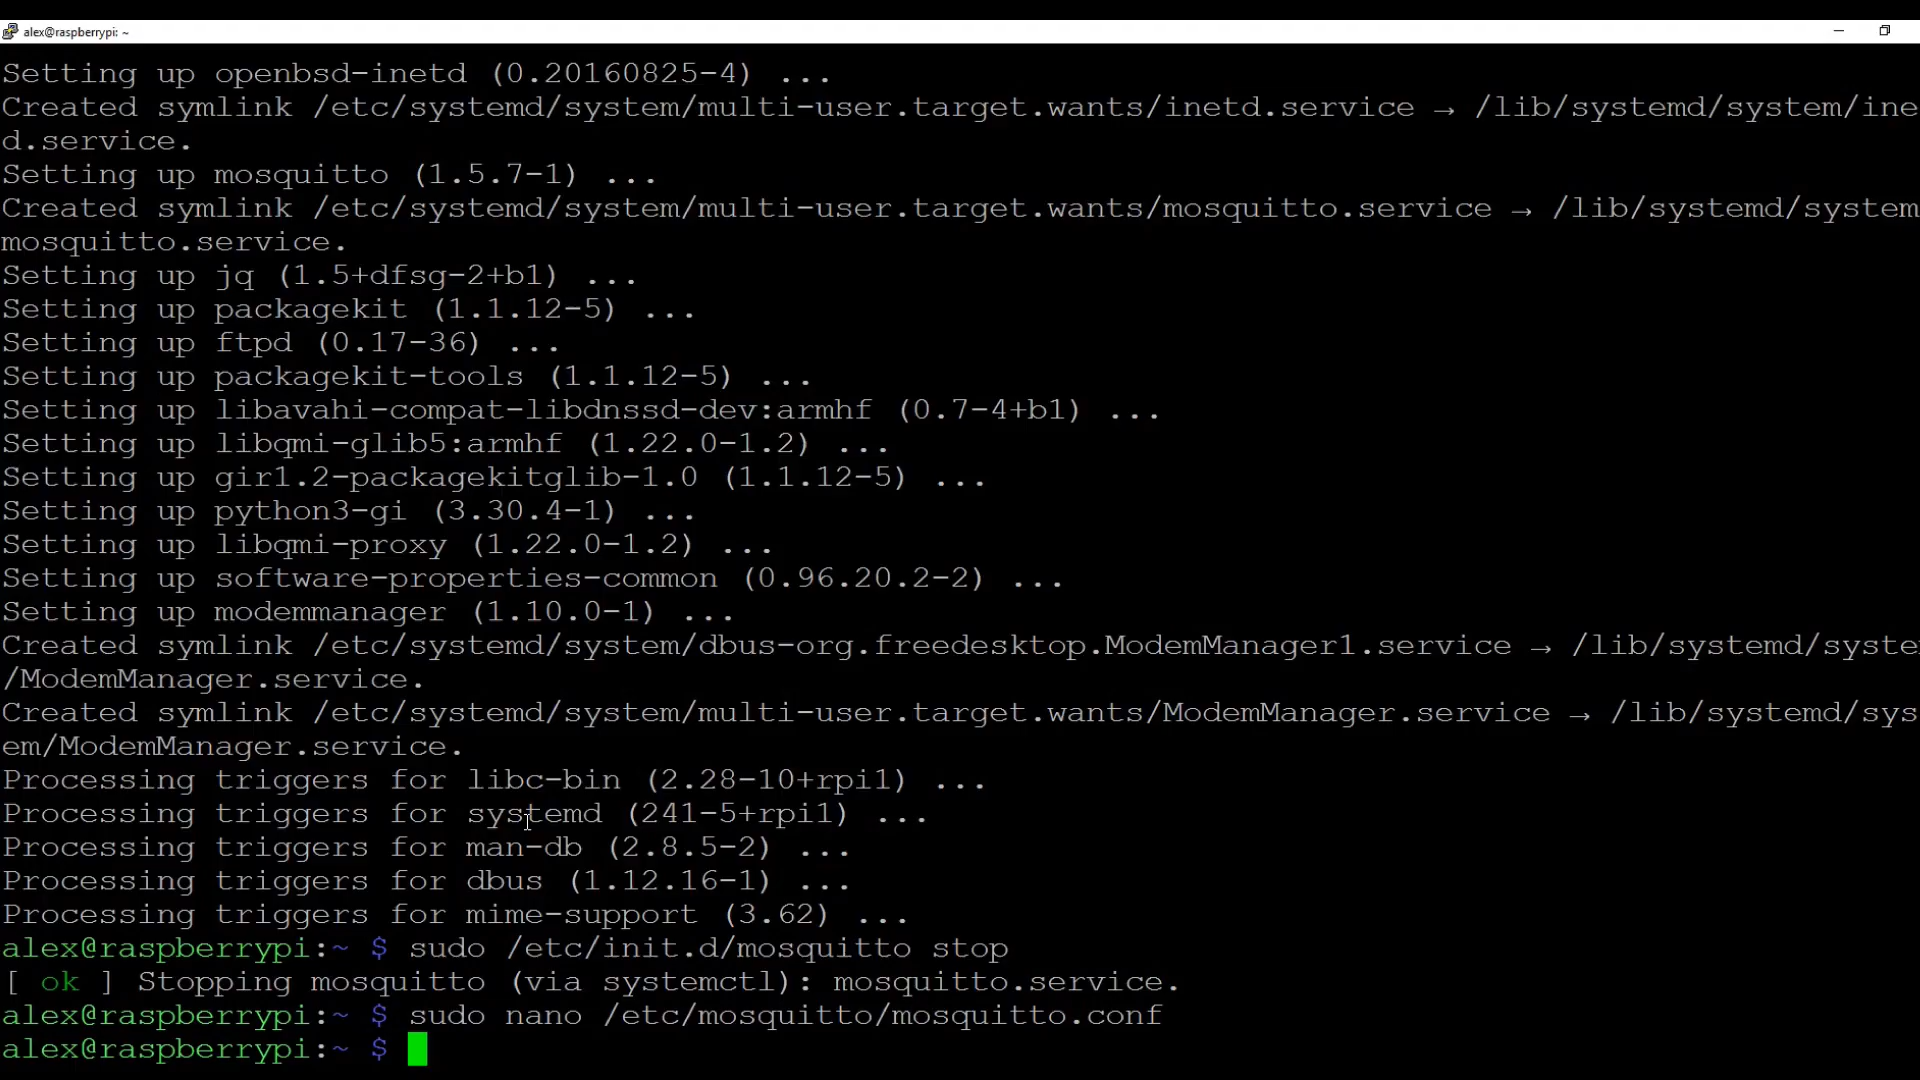 alex@raspberrypi: ~
Setting up openbsd-inetd (0.20160825-4) ...
Created symlink /etc/systemd/system/multi-user.target.wants/inetd.service → /lib/systemd/system/ine
d.service.
Setting up mosquitto (1.5.7-1) ...
Created symlink /etc/systemd/system/multi-user.target.wants/mosquitto.service → /lib/systemd/system
mosquitto.service.
Setting up jq (1.5+dfsg-2+b1) ...
Setting up packagekit (1.1.12-5) ...
Setting up ftpd (0.17-36) ...
Setting up packagekit-tools (1.1.12-5) ...
Setting up libavahi-compat-libdnssd-dev:armhf (0.7-4+b1) ...
Setting up libqmi-glib5:armhf (1.22.0-1.2) ...
Setting up gir1.2-packagekitglib-1.0 (1.1.12-5) ...
Setting up python3-gi (3.30.4-1) ...
Setting up libqmi-proxy (1.22.0-1.2) ...
Setting up software-properties-common (0.96.20.2-2) ...
Setting up modemmanager (1.10.0-1) ...
Created symlink /etc/systemd/system/dbus-org.freedesktop.ModemManager1.service → /lib/systemd/syste
/ModemManager.service.
Created symlink /etc/systemd/system/multi-user.target.wants/ModemManager.service → /lib/systemd/sys
em/ModemManager.service.
Processing triggers for libc-bin (2.28-10+rpi1) ...
Processing triggers for systemd (241-5+rpi1) ...
Processing triggers for man-db (2.8.5-2) ...
Processing triggers for dbus (1.12.16-1) ...
Processing triggers for mime-support (3.62) ...
alex@raspberrypi:~ $ sudo /etc/init.d/mosquitto stop
[ ok ] Stopping mosquitto (via systemctl): mosquitto.service.
alex@raspberrypi:~ $ sudo nano /etc/mosquitto/mosquitto.conf
alex@raspberrypi:~ $